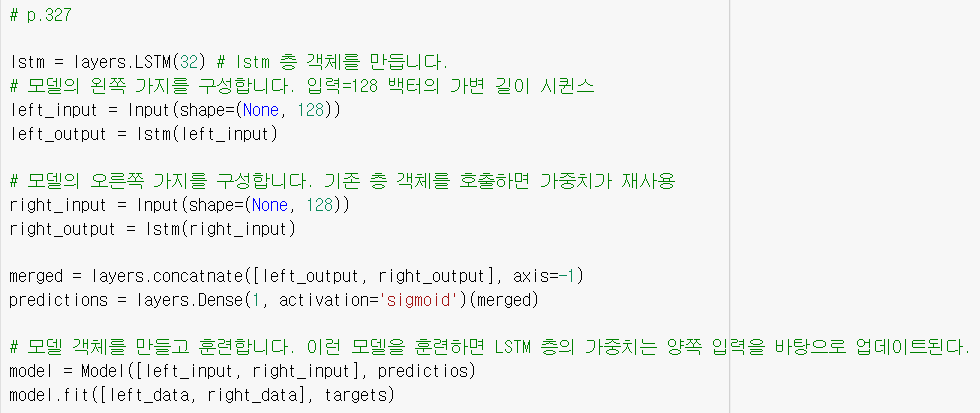 # p.327
lstm = layers.LSTM(32) # lstm 층 객체를 만듭니다.
# 모델의 왼쪽 가지를 구성합니다. 입력=128 백터의 가변 길이 시퀀스
left_input = Input(shape=(None, 128))
left_output = lstm(left_input)
# 모델의 오른쪽 가지를 구성합니다. 기존 층 객체를 호출하면 가중치가 재사용
right_input = Input(shape=(None, 128))
right_output = lstm(right_input)
merged = layers.concatnate([left_output, right_output], axis=-1)
predictions = layers.Dense(1, activation='sigmoid')(merged)
# 모델 객체를 만들고 훈련합니다. 이런 모델을 훈련하면 LSTM 층의 가중치는 양쪽 입력을 바탕으로 업데이트된다.
model = Model([left_input, right_input], predictios)
model.fit([left_data, right_data], targets)